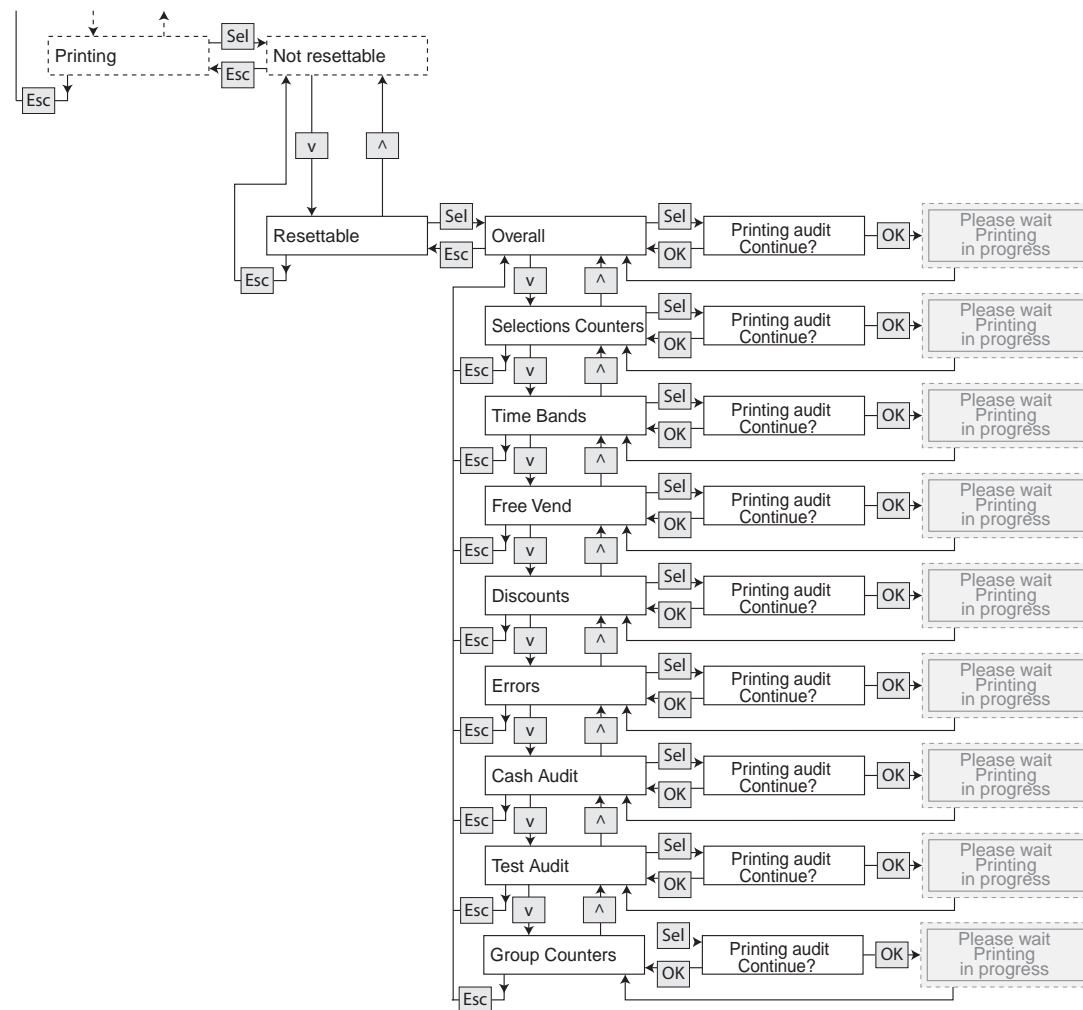 Sel
Printing
Not resettable
Esc
Esc
v
^
Sel
Sel
Please wait
Printing
in progress
Resettable
Overall
Printing audit
Continue?
OK
Esc
OK
Esc
v
^
Sel
Please wait
Printing
in progress
Selections Counters
Printing audit
Continue?
OK
OK
Esc
v
^
Sel
Please wait
Printing
in progress
Time Bands
Printing audit
Continue?
OK
OK
Esc
v
^
Sel
Please wait
Printing
in progress
Free Vend
Printing audit
Continue?
OK
OK
Esc
v
^
Sel
Please wait
Printing
in progress
Discounts
Printing audit
Continue?
OK
OK
Esc
v
^
Sel
Please wait
Printing
in progress
Errors
Printing audit
Continue?
OK
OK
Esc
v
^
Sel
Please wait
Printing
in progress
Cash Audit
Printing audit
Continue?
OK
OK
Esc
v
^
Sel
Please wait
Printing
in progress
Test Audit
Printing audit
Continue?
OK
OK
Esc
v
^
Sel
Please wait
Printing
in progress
Group Counters
Printing audit
Continue?
OK
OK
Esc